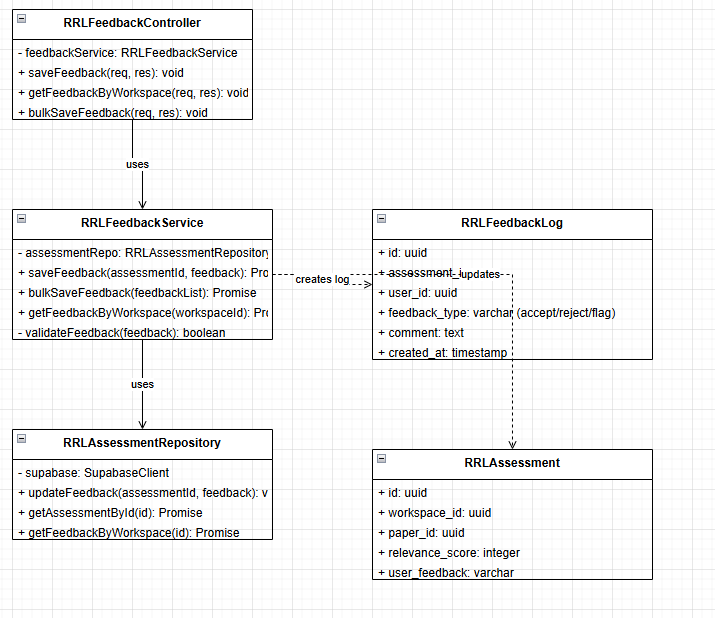 RRLFeedbackController
- feedbackService: RRLFeedbackService
+ saveFeedback(req, res): void
+ getFeedbackByWorkspace(req, res): void
+ bulkSaveFeedback(req, res): void
uses
RRLFeedbackService
- assessmentRepo: RRLAssessmentRepository
+ saveFeedback(assessmentId, feedback): Pro
+ bulkSaveFeedback(feedbackList): Promise
+ getFeedbackByWorkspace(workspaceId): Pro
- validateFeedback(feedback): boolean
creates log
updates
RRLFeedbackLog
+ id: uuid
+ assessment_i
+ user_id: uuid
+ feedback_type: varchar (accept/reject/flag)
+ comment: text
+ created_at: timestamp
uses
RRLAssessmentRepository
- supabase: SupabaseClient
+ updateFeedback(assessmentId, feedback): v
+ getAssessmentById(id): Promise
+ getFeedbackByWorkspace(id): Promise
RRLAssessment
+ id: uuid
+ workspace_id: uuid
+ paper_id: uuid
+ relevance_score: integer
+ user_feedback: varchar